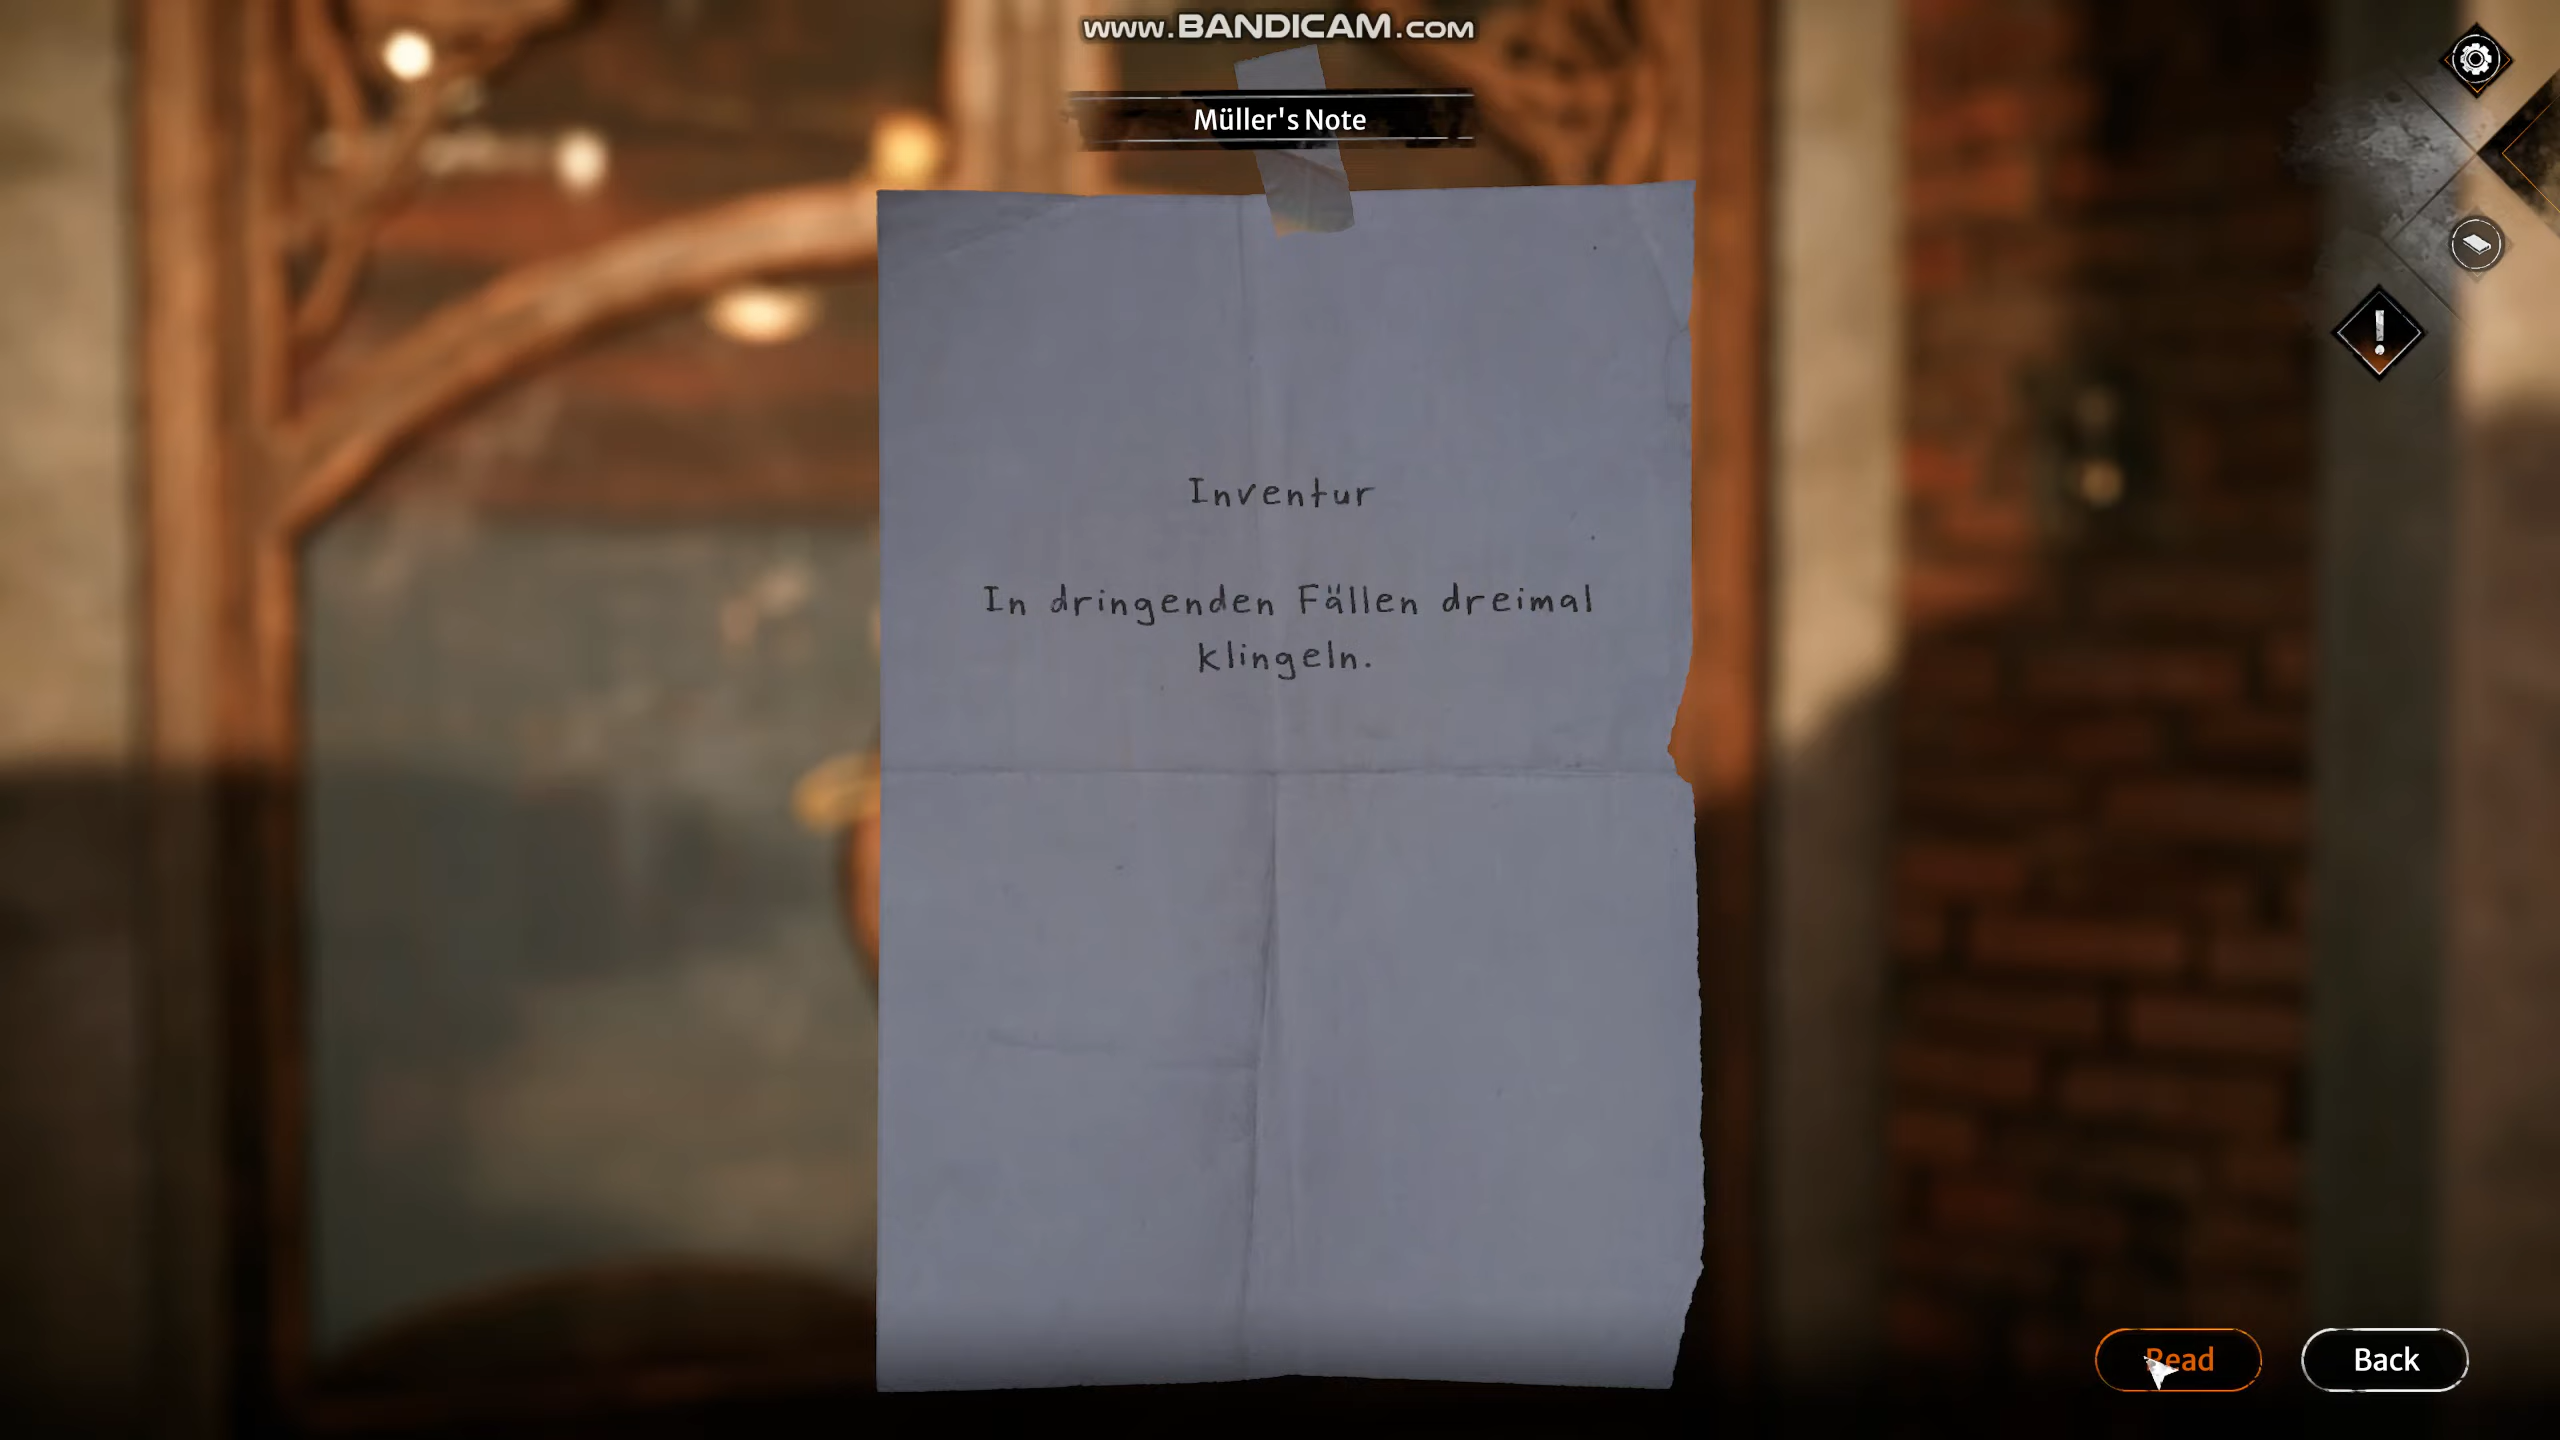 www.BANDICAM.com
Müller's Note
Inventur
In dringenden Fällen dreimal
klingeln.
Read
Back